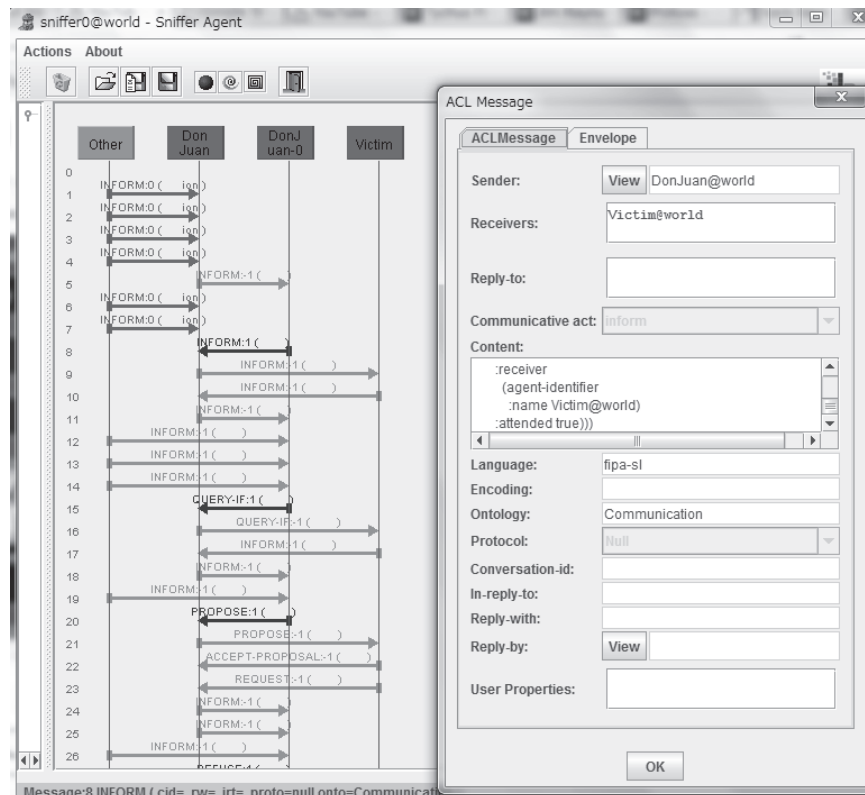 sniffer0@world - Sniffer Agent
Actions About
Other
Don
Juan
DonJ
uan-0
Victim
0
INFORM:0 ( ion )
1
INFORM:0 ( ion )
2
INFORM:0 ( ion )
3
INFORM:0 ( ion )
4
NFORM:-1 ( )
5
INFORM:0 ( ion )
6
INFORM:0 ( ion )
7
INFORM:1 ( )
8
INFORM:-1 ( )
9
INFORM:-1 ( )
10
NFORM:-1 ( )
11
INFORM:-1 ( )
12
INFORM:-1 ( )
13
INFORM:-1 ( )
14
QUERY-IF:1 ( )
15
QUERY-IF:-1 ( )
16
INFORM:-1 ( )
17
NFORM:-1 ( )
18
INFORM:-1 ( )
19
PROPOSE:1 ( )
20
PROPOSE:-1 ( )
21
ACCEPT-PROPOSAL:-1 ( )
22
REQUEST:-1 ( )
23
NFORM:-1 ( )
24
NFORM:-1 ( )
25
INFORM:-1 ( )
26
Message:8 INFORM ( cid= rw= irt= proto=null onto=Communicati
ACL Message
ACLMessage Envelope
Sender: View DonJuan@world
Receivers: Victim@world
Reply-to:
Communicative act: inform
Content:
:receiver
(agent-identifier
:name Victim@world)
:attended true)))
Language: fipa-sl
Encoding:
Ontology: Communication
Protocol: Null
Conversation-id:
In-reply-to:
Reply-with:
Reply-by: View
User Properties:
OK